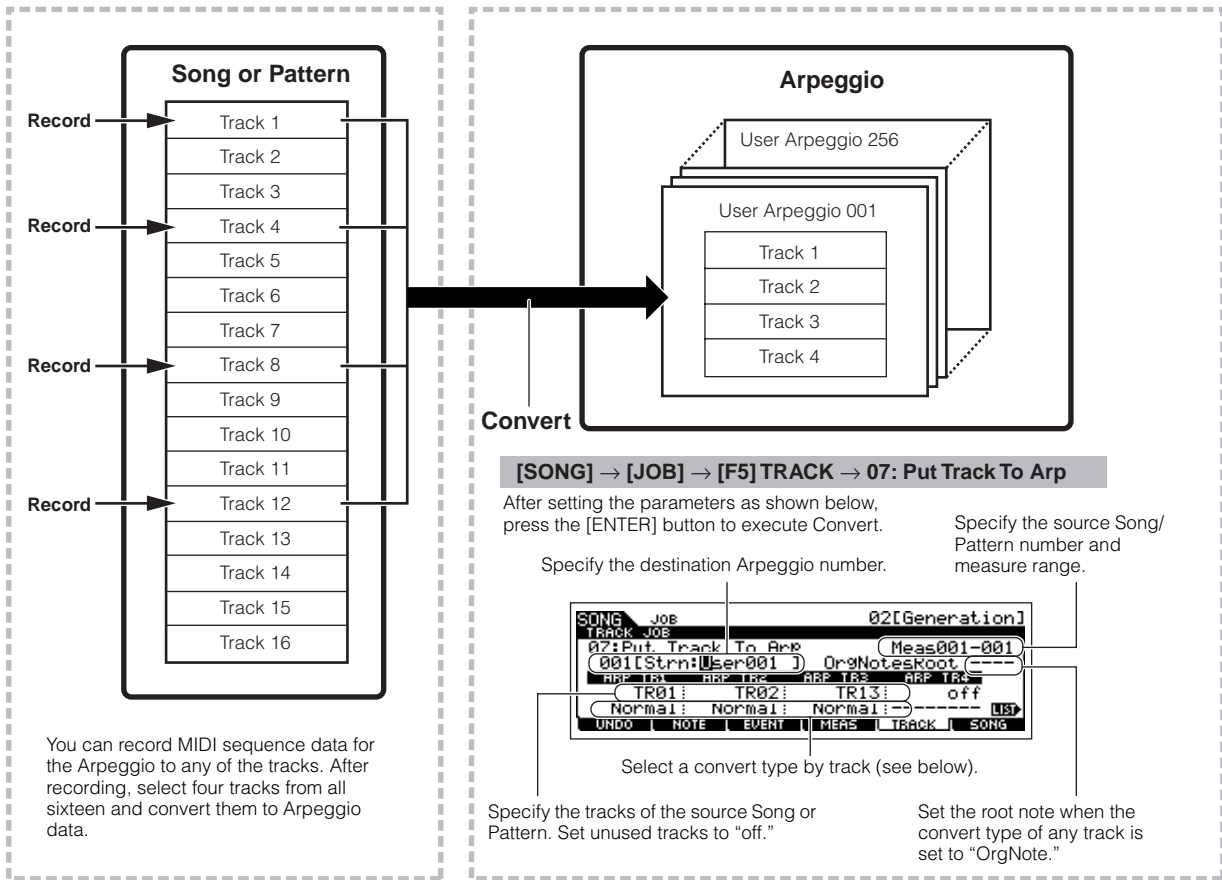 Song or Pattern
Record
Track 1
Track 2
Track 3
Record
Track 4
Track 5
Track 6
Track 7
Record
Track 8
Track 9
Track 10
Track 11
Record
Track 12
Track 13
Track 14
Track 15
Track 16
You can record MIDI sequence data for
the Arpeggio to any of the tracks. After
recording, select four tracks from all
sixteen and convert them to Arpeggio
data.
Convert
Arpeggio
User Arpeggio 256
User Arpeggio 001
Track 1
Track 2
Track 3
Track 4
[SONG] → [JOB] → [F5] TRACK → 07: Put Track To Arp
After setting the parameters as shown below,
press the [ENTER] button to execute Convert.
Specify the source Song/
Pattern number and
measure range.
Specify the destination Arpeggio number.
SONG JOB 02[Generation]
TRACK JOB
07:Put Track To Arp Meas001-001
001[Strn:User001 ] OrgNotesRoot ----
ARP TR1 ARP TR2 ARP TR3 ARP TR4
TR01 TR02 TR13 off
Normal Normal Normal -------- LIST
UNDO NOTE EVENT MEAS TRACK SONG
Select a convert type by track (see below).
Specify the tracks of the source Song or
Pattern. Set unused tracks to “off.”
Set the root note when the
convert type of any track is
set to “OrgNote.”